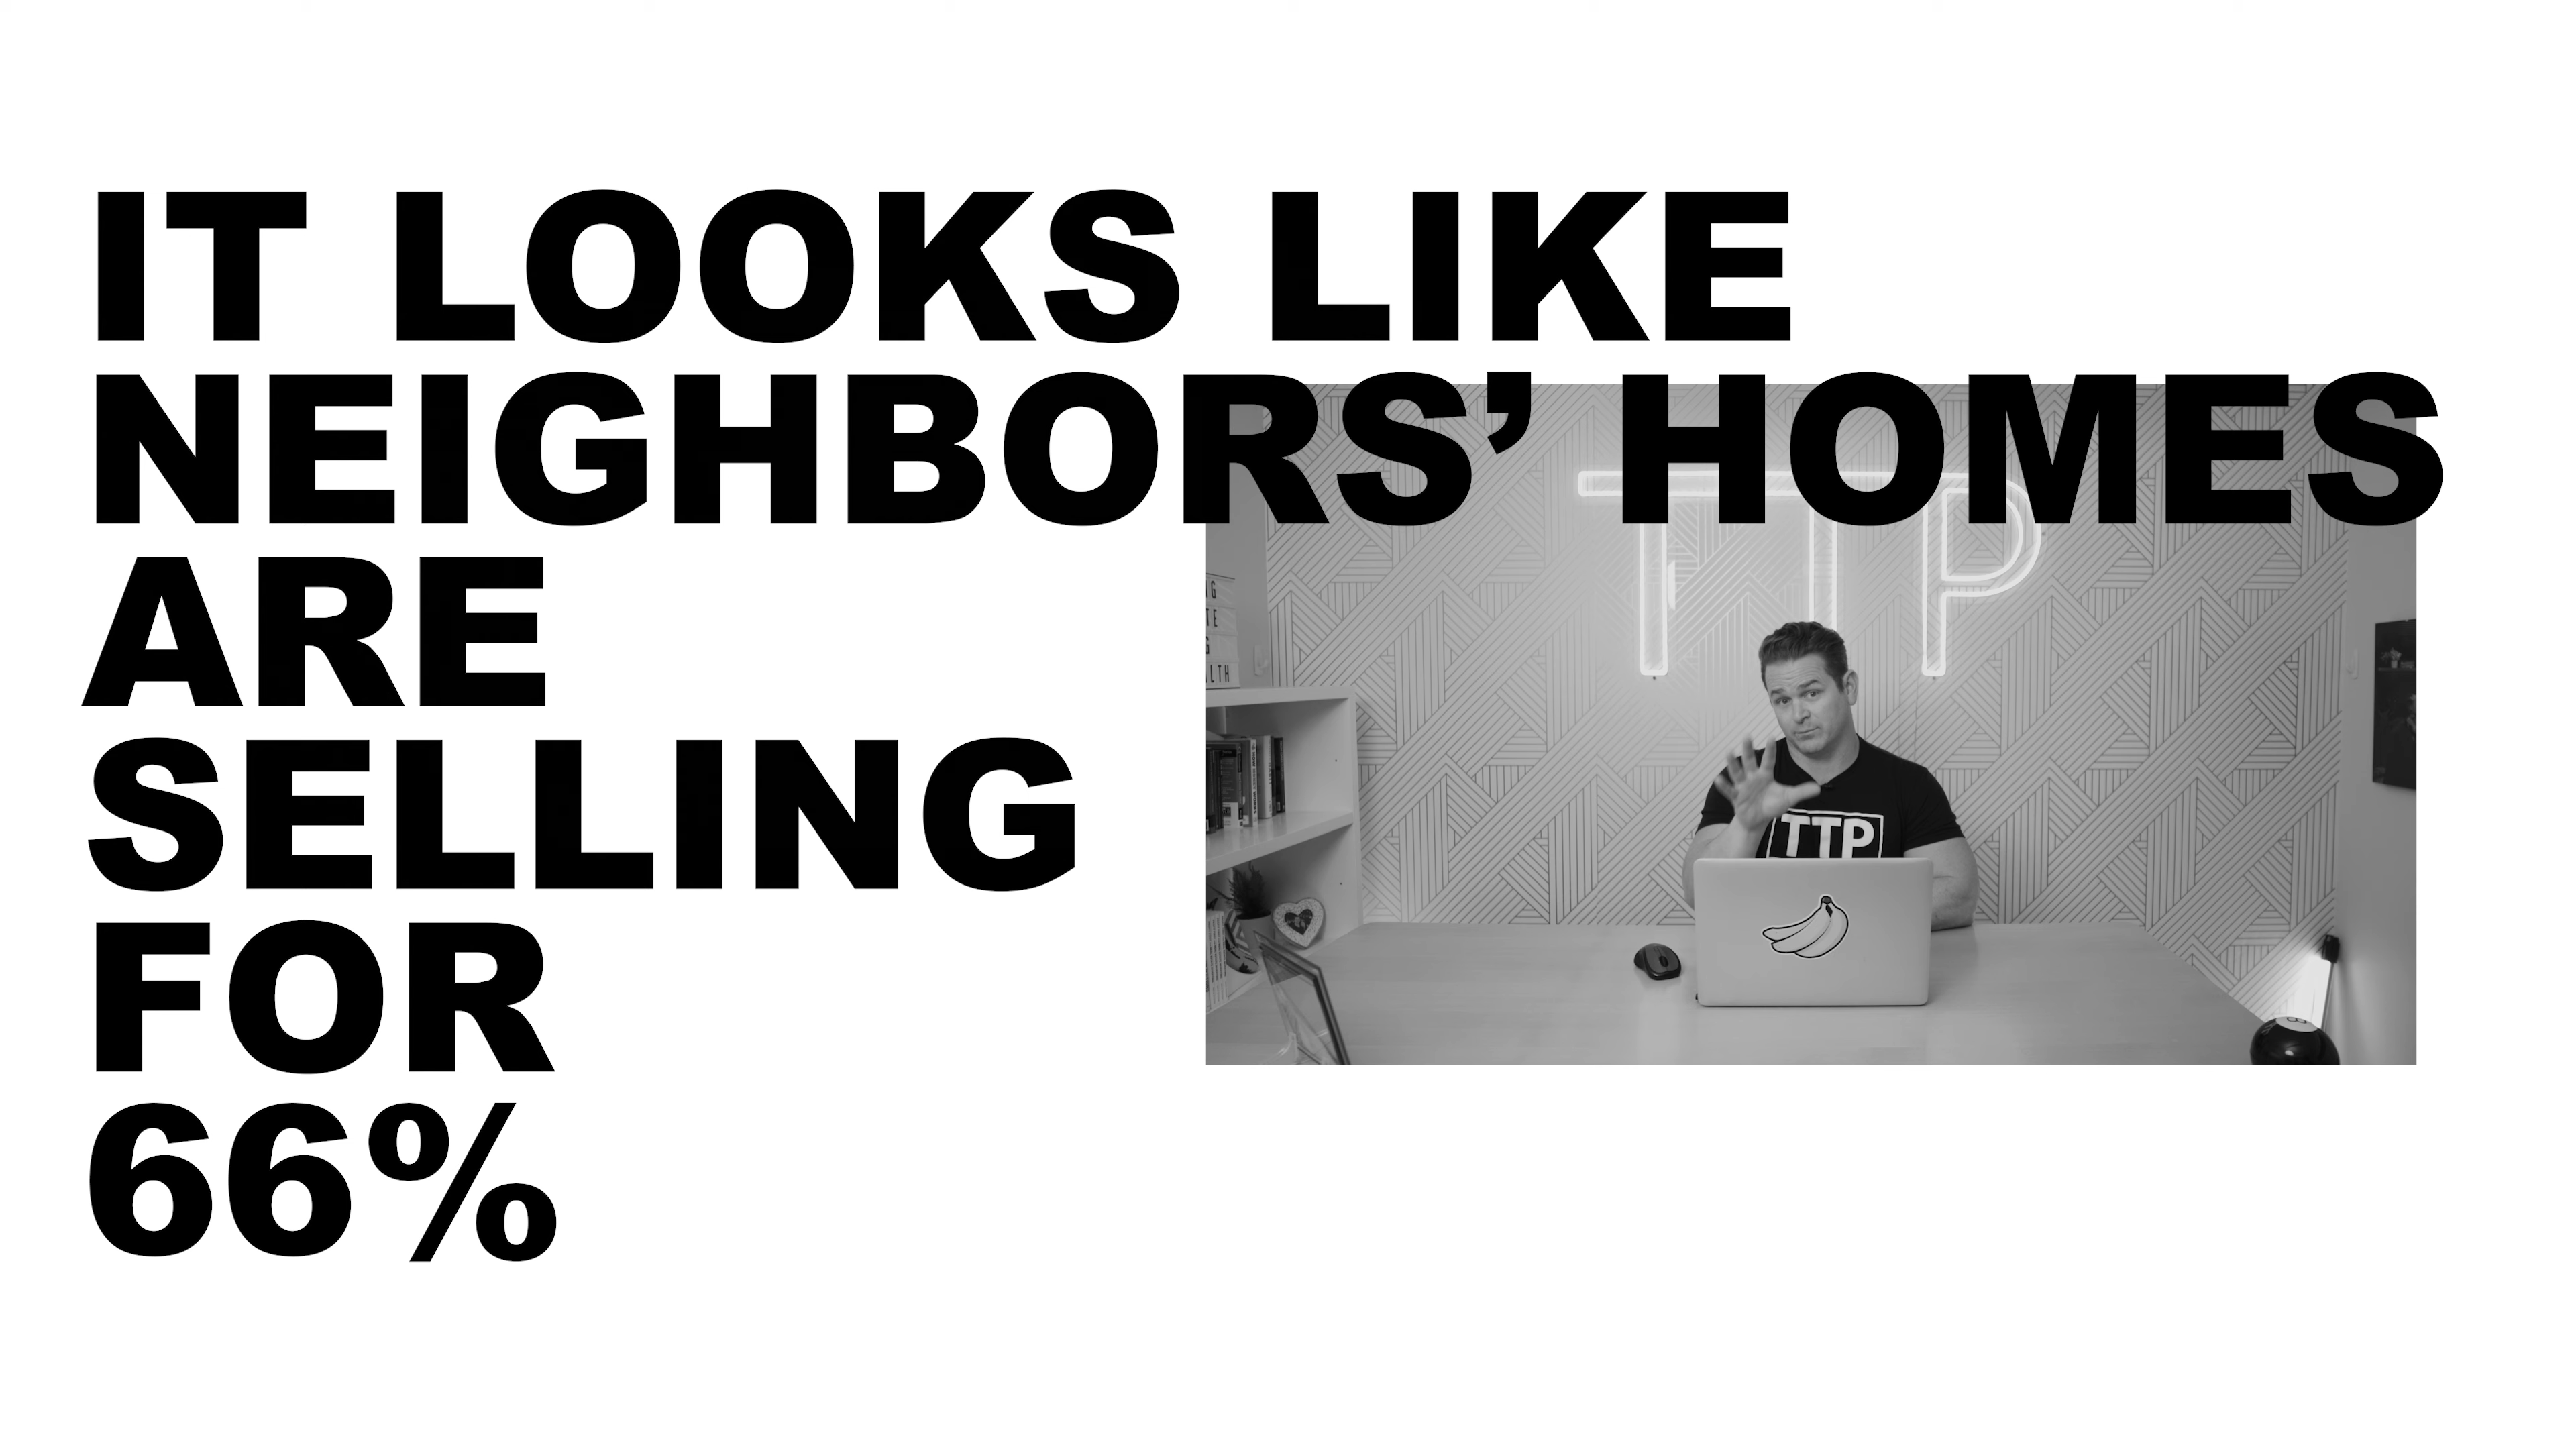 IT LOOKS LIKE
NEIGHBORS’ HOMES
ARE
SELLING
FOR
66%
TTP
TTP